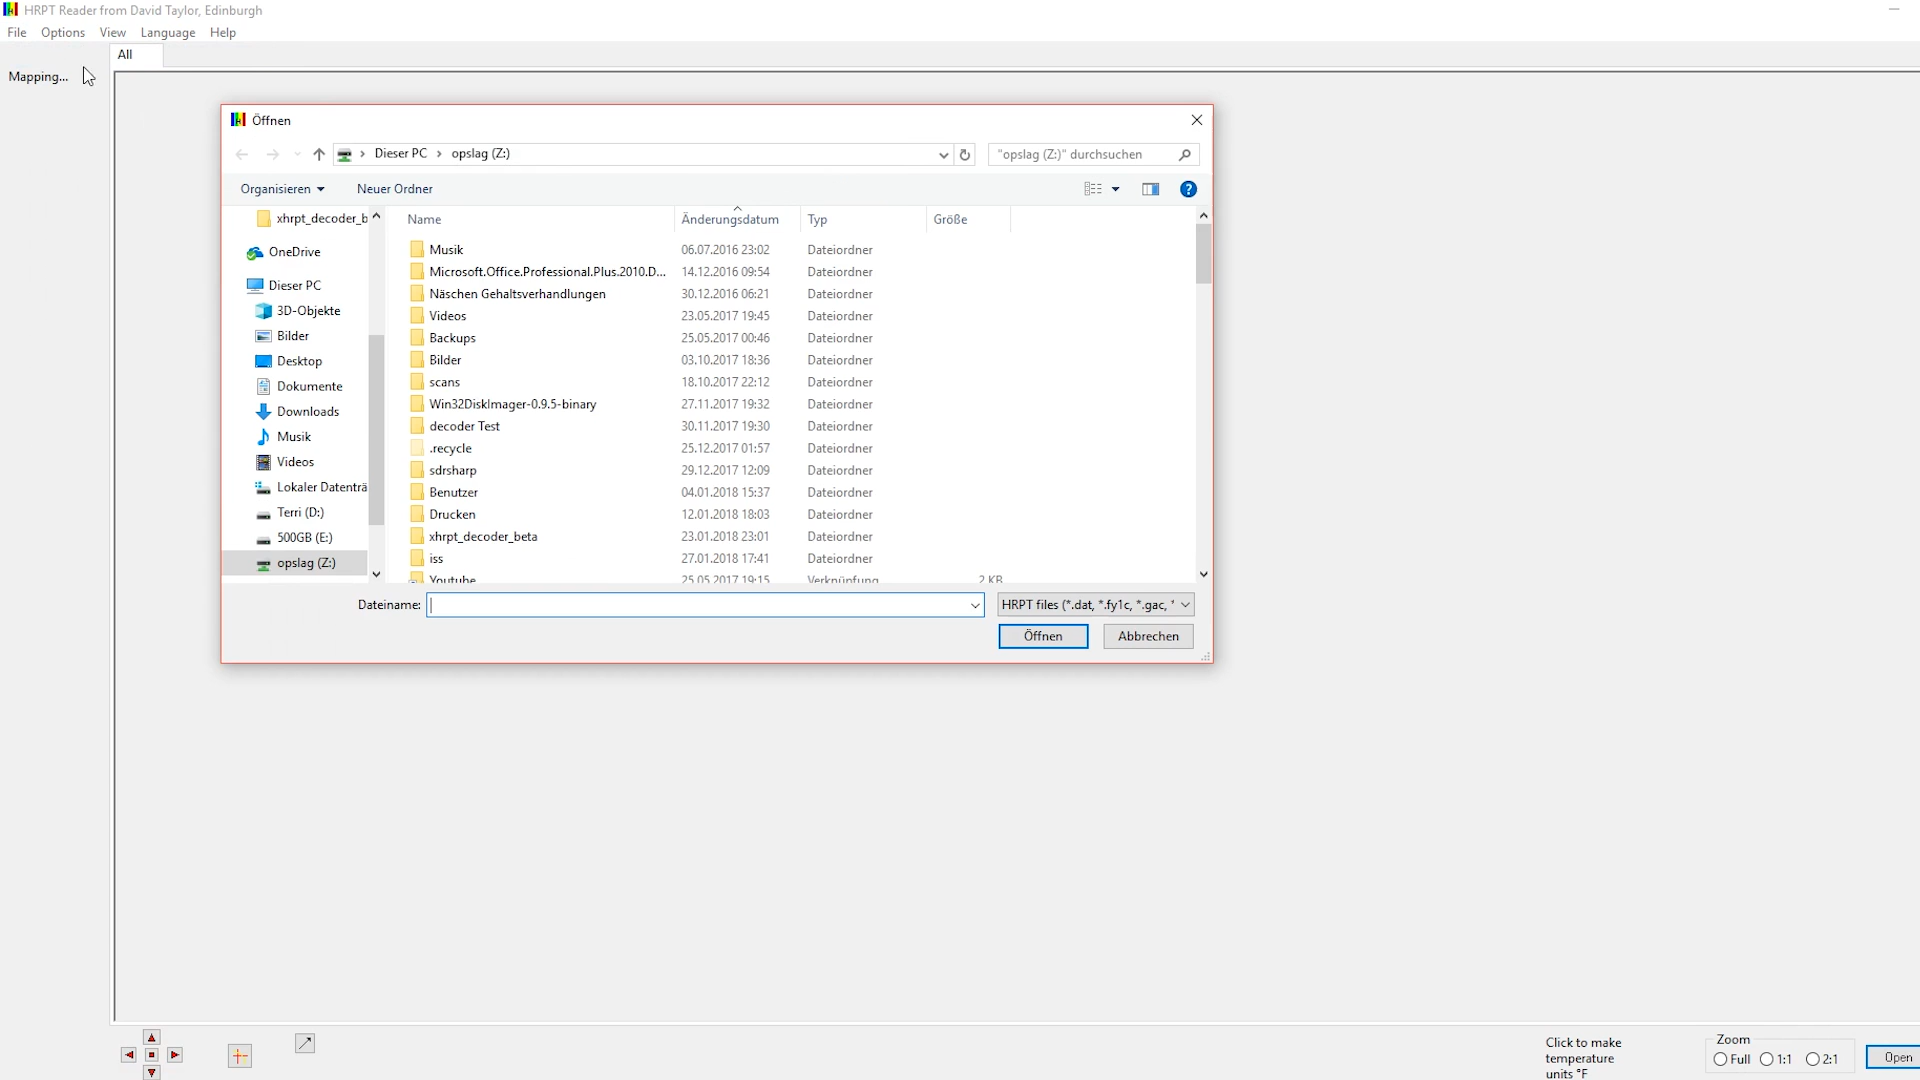 HRPT Reader from David Taylor, Edinburgh
File Options View Language Help
All
Mapping...
Öffnen
Dieser PC opslag (Z:)
"opslag (Z:)" durchsuchen
Organisieren Neuer Ordner
xhrpt_decoder_b
OneDrive
Dieser PC
3D-Objekte
Bilder
Desktop
Dokumente
Downloads
Musik
Videos
Lokaler Datenträ
Terri (D:)
500GB (E:)
opslag (Z:)
Name Änderungsdatum Typ Größe
Musik 06.07.2016 23:02 Dateiordner
Microsoft.Office.Professional.Plus.2010.D... 14.12.2016 09:54 Dateiordner
Näschen Gehaltsverhandlungen 30.12.2016 06:21 Dateiordner
Videos 23.05.2017 19:45 Dateiordner
Backups 25.05.2017 00:46 Dateiordner
Bilder 03.10.2017 18:36 Dateiordner
scans 18.10.2017 22:12 Dateiordner
Win32DiskImager-0.9.5-binary 27.11.2017 19:32 Dateiordner
decoder Test 30.11.2017 19:30 Dateiordner
.recycle 25.12.2017 01:57 Dateiordner
sdrsharp 29.12.2017 12:09 Dateiordner
Benutzer 04.01.2018 15:37 Dateiordner
Drucken 12.01.2018 18:03 Dateiordner
xhrpt_decoder_beta 23.01.2018 23:01 Dateiordner
iss 27.01.2018 17:41 Dateiordner
Youtube 25.05.2017 19:15 Verknüpfung 2 KB
Dateiname:
HRPT files (*.dat, *.fy1c, *.gac, *
Öffnen Abbrechen
Click to make
temperature
units °F
Zoom
Full 1:1 2:1
Open